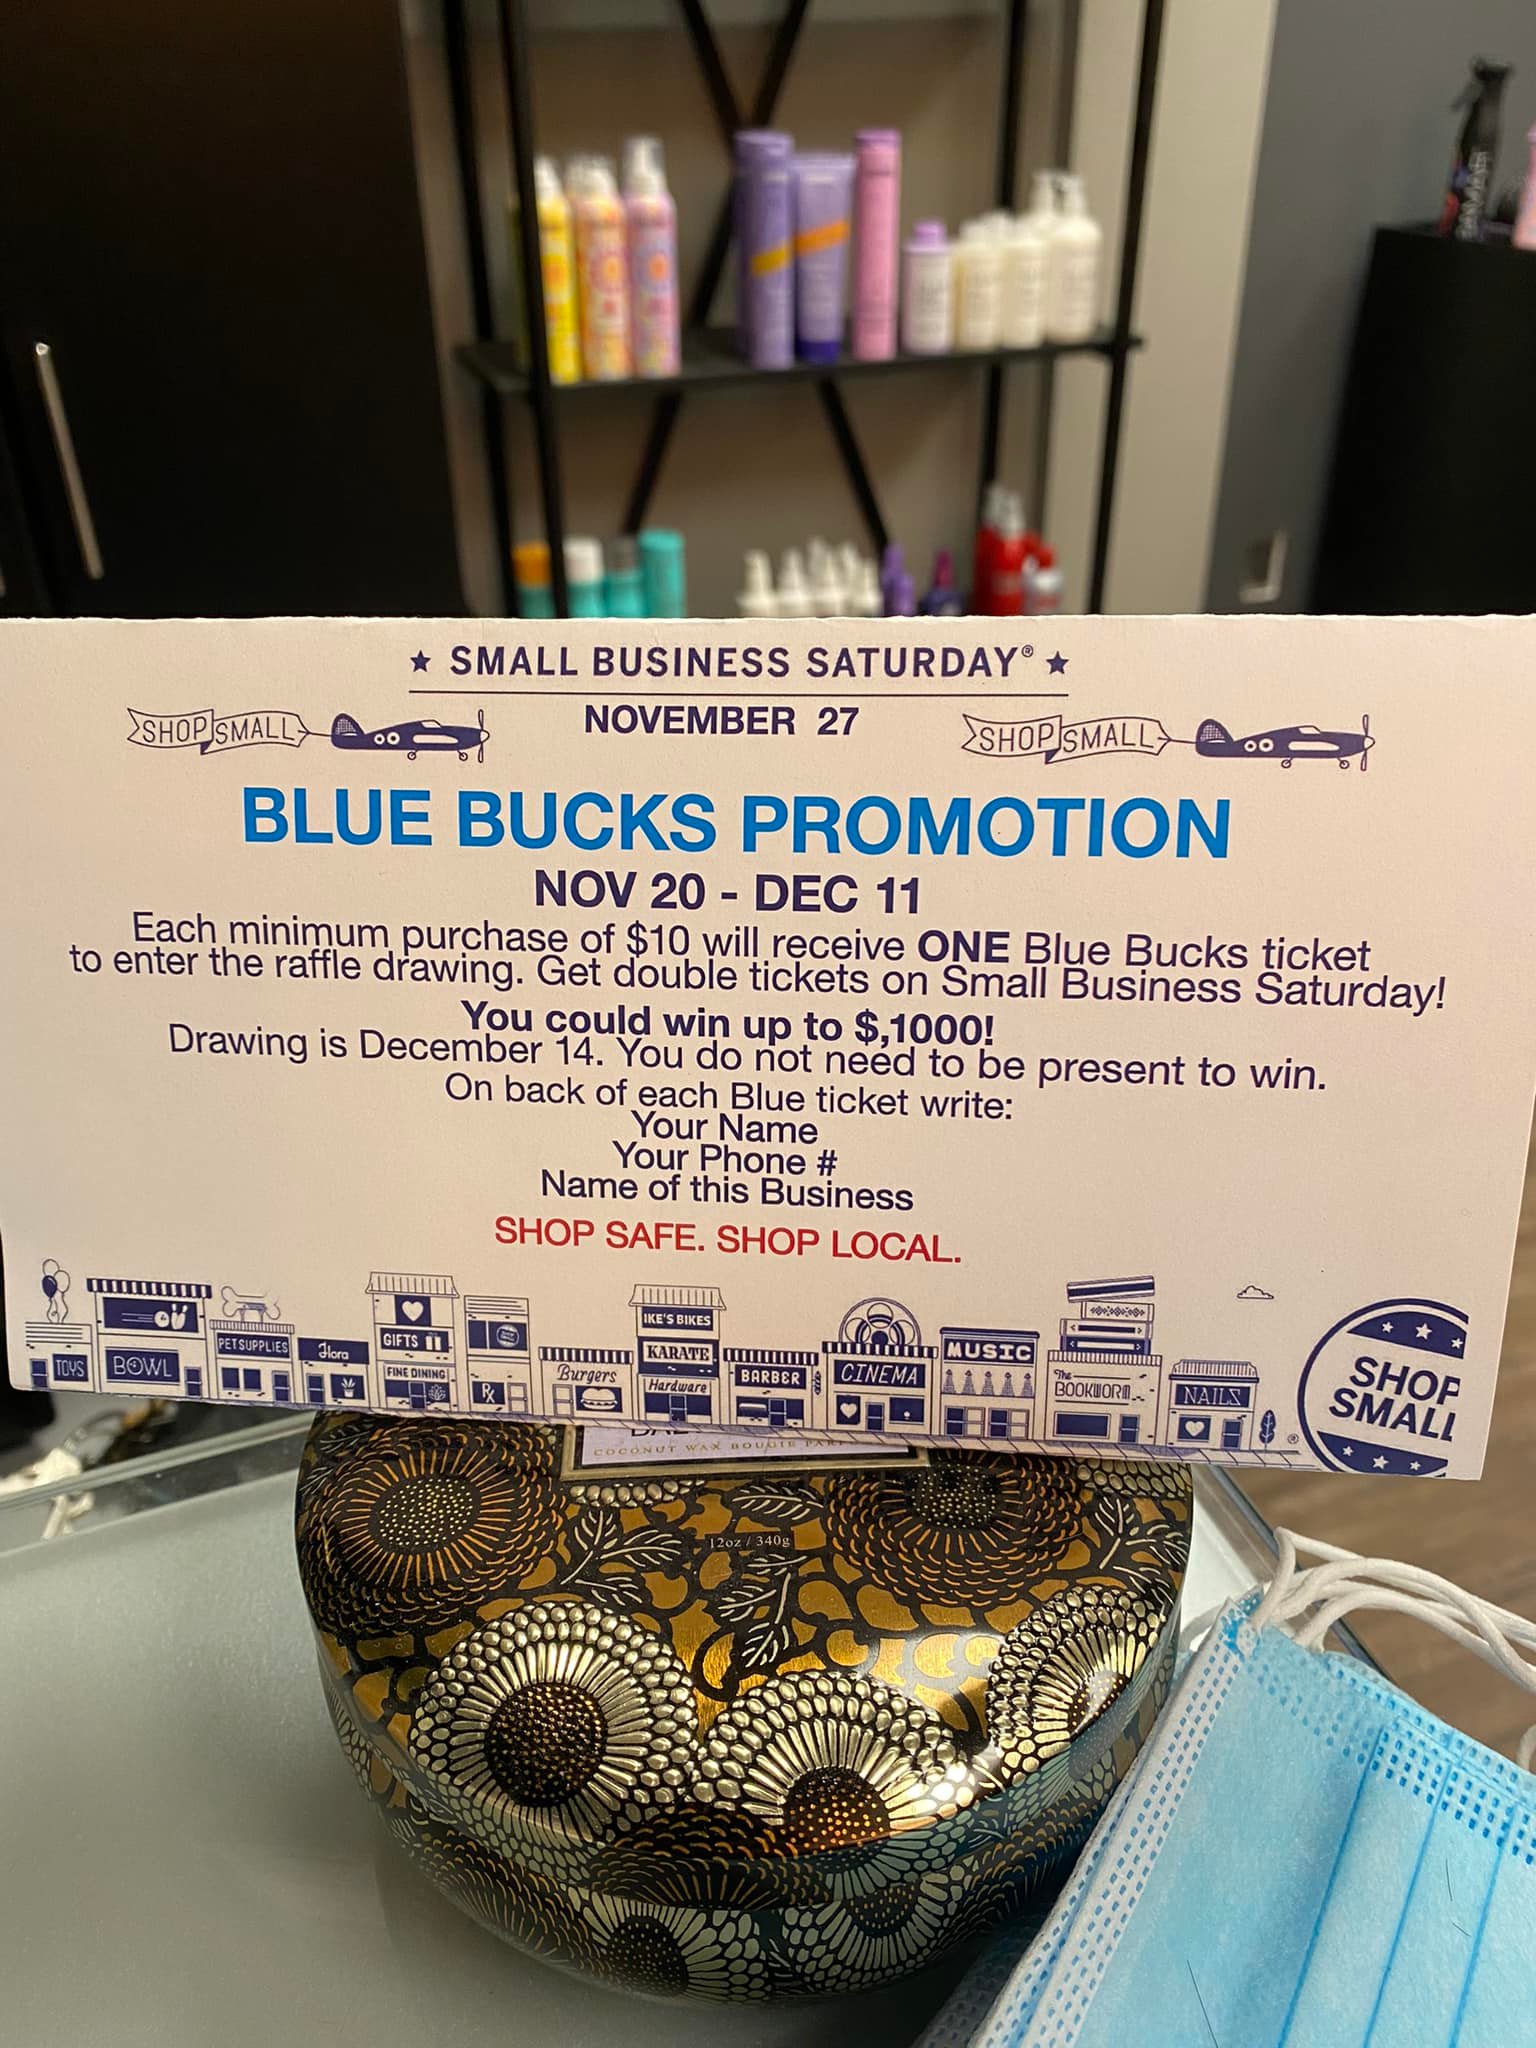 ★ SMALL BUSINESS SATURDAY® ★
NOVEMBER 27
SHOP SMALL
SHOP SMALL
BLUE BUCKS PROMOTION
NOV 20 - DEC 11
Each minimum purchase of $10 will receive ONE Blue Bucks ticket
to enter the raffle drawing. Get double tickets on Small Business Saturday!
You could win up to $,1000!
Drawing is December 14. You do not need to be present to win.
On back of each Blue ticket write:
Your Name
Your Phone #
Name of this Business
SHOP SAFE. SHOP LOCAL.
TOYS
BOWL
PET SUPPLIES
Flora
GIFTS
FINE DINING
Rx
Burgers
IKE'S BIKES
KARATE
Hardware
BARBER
CINEMA
MUSIC
The
BOOKWORM
NAILS
®
SHOP
SMALL
COCONUT WAX BOUGIE
12oz / 340g